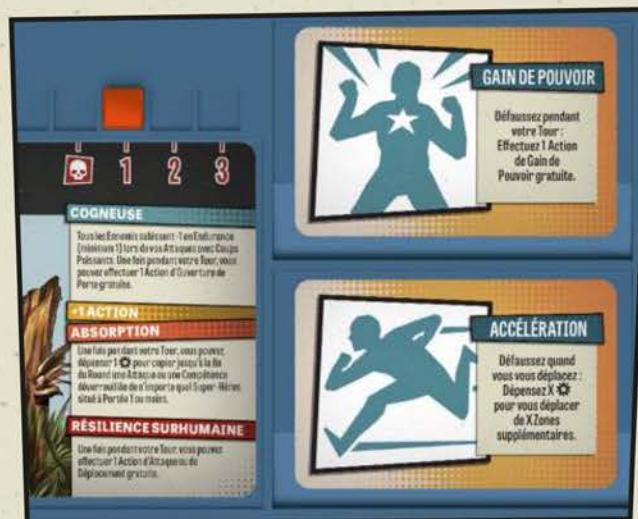 1 2 3
COGNEUSE
Tous les Ennemis subissent -1 en Endurance
(minimum 1) lors de vos Attaques avec Coups
Puissants. Une fois pendant votre Tour, vous
pouvez effectuer 1 Action d'Ouverture de
Porte gratuite.
+1 ACTION
ABSORPTION
Une fois pendant votre Tour, vous pouvez
dépenser 1 pour copier jusqu'à la fin
du Round une Attaque ou une Compétence
déverrouillée de n'importe quel Super-Héros
situé à Portée 1 ou moins.
RÉSILIENCE SURHUMAINE
Une fois pendant votre Tour, vous pouvez
effectuer 1 Action d'Attaque ou de
Déplacement gratuite.
GAIN DE POUVOIR
Défaussez pendant
votre Tour :
Effectuez 1 Action
de Gain de
Pouvoir gratuite.
ACCÉLÉRATION
Défaussez quand
vous vous déplacez :
Dépensez X
pour vous déplacer
de X Zones
supplémentaires.